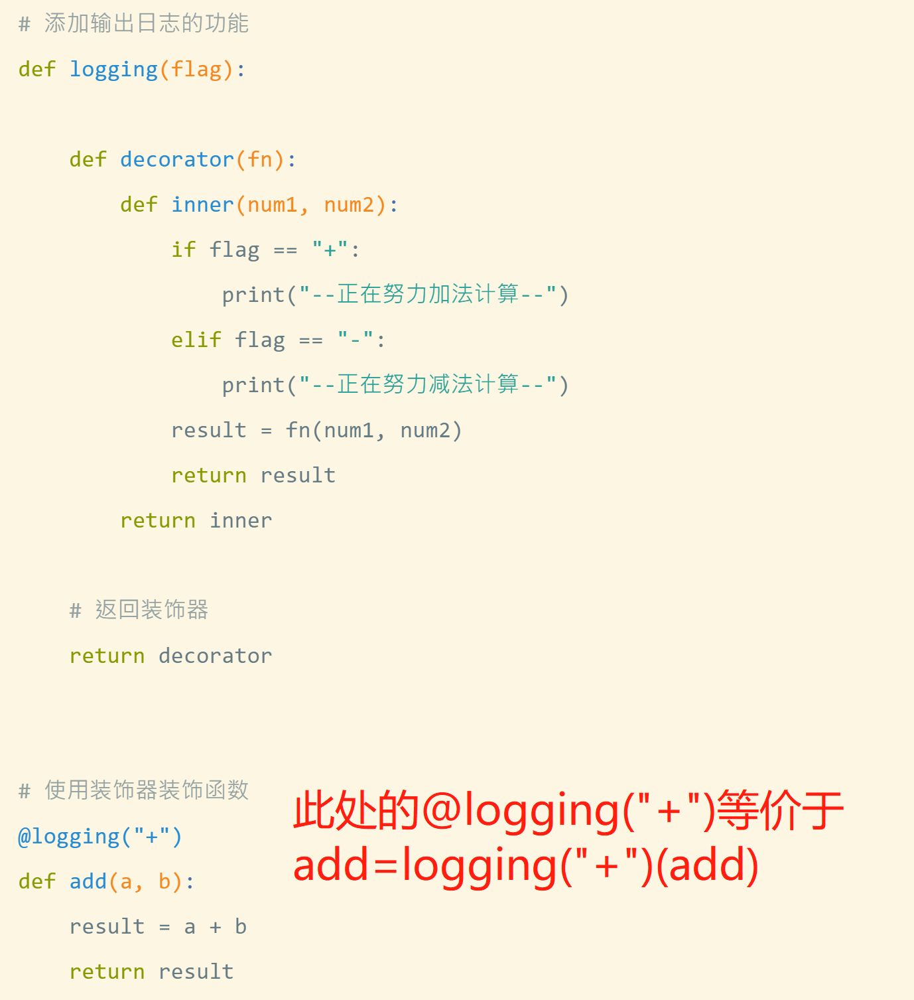 # 添加输出日志的功能
def logging(flag):
    def decorator(fn):
        def inner(num1, num2):
            if flag == "+":
                print("--正在努力加法计算--")
            elif flag == "-":
                print("--正在努力减法计算--")
            result = fn(num1, num2)
            return result
        return inner
    # 返回装饰器
    return decorator
# 使用装饰器装饰函数
@logging("+")
def add(a, b):
    result = a + b
    return result
此处的@logging("+")等价于
add=logging("+")(add)